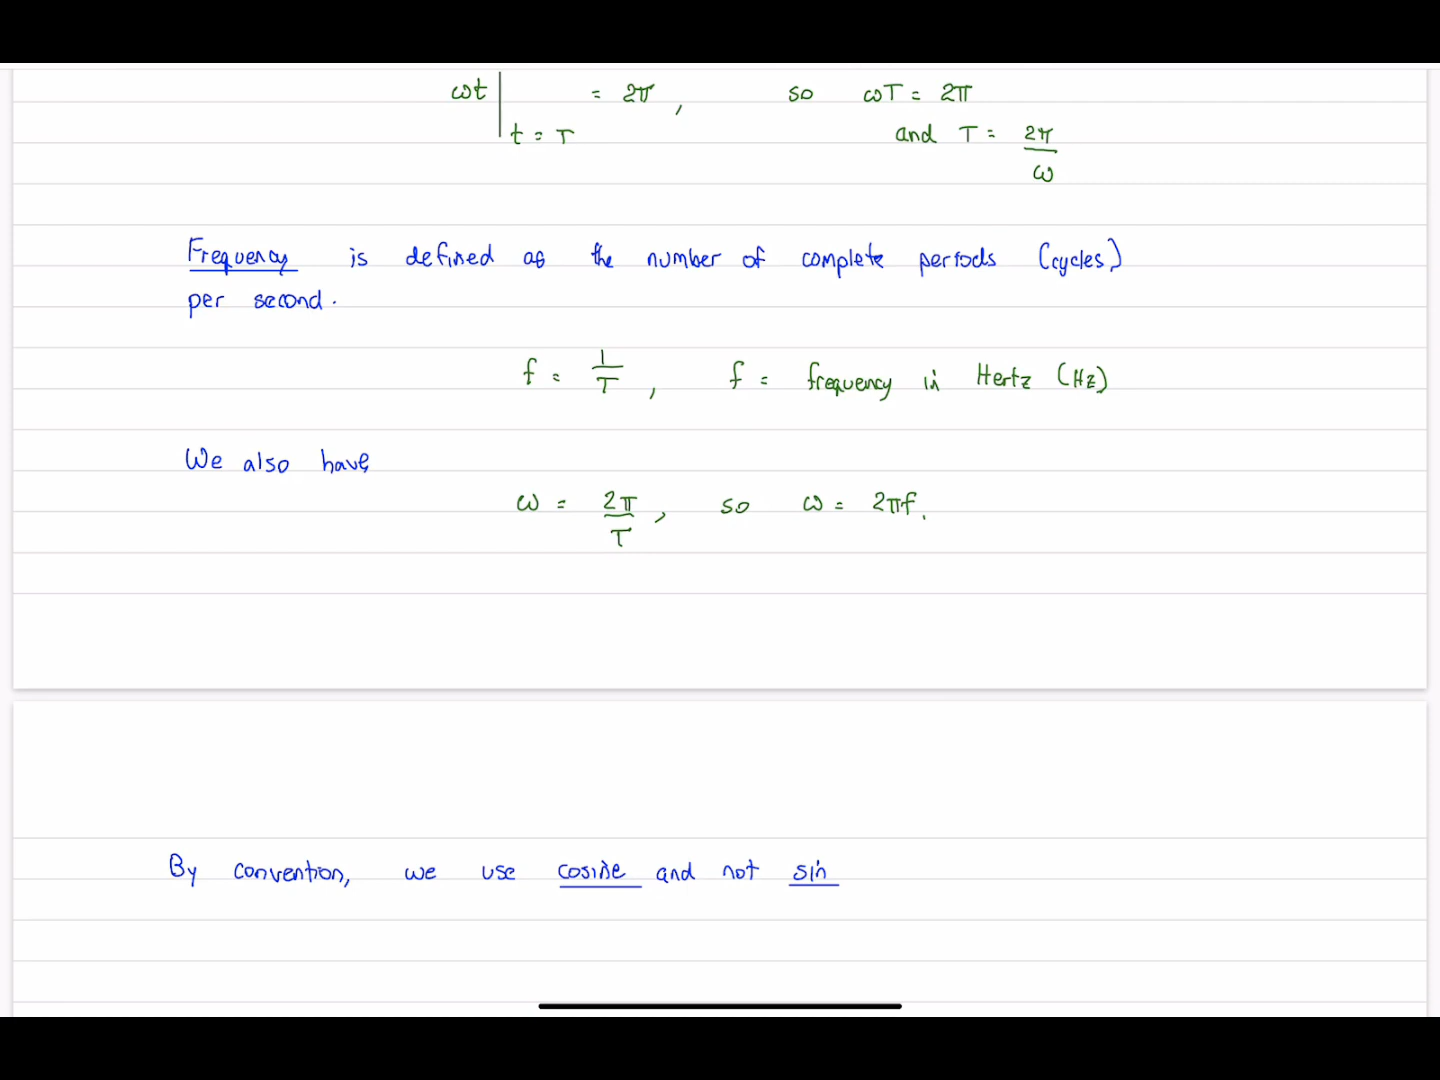 ωt | t = T = 2π, so ωT = 2π
and T = 2π/ω
Frequency is defined as the number of complete periods (cycles)
per second.
f = 1/T, f = frequency in Hertz (Hz)
We also have,
ω = 2π/T, so ω = 2πf.
By convention, we use cosine and not sin